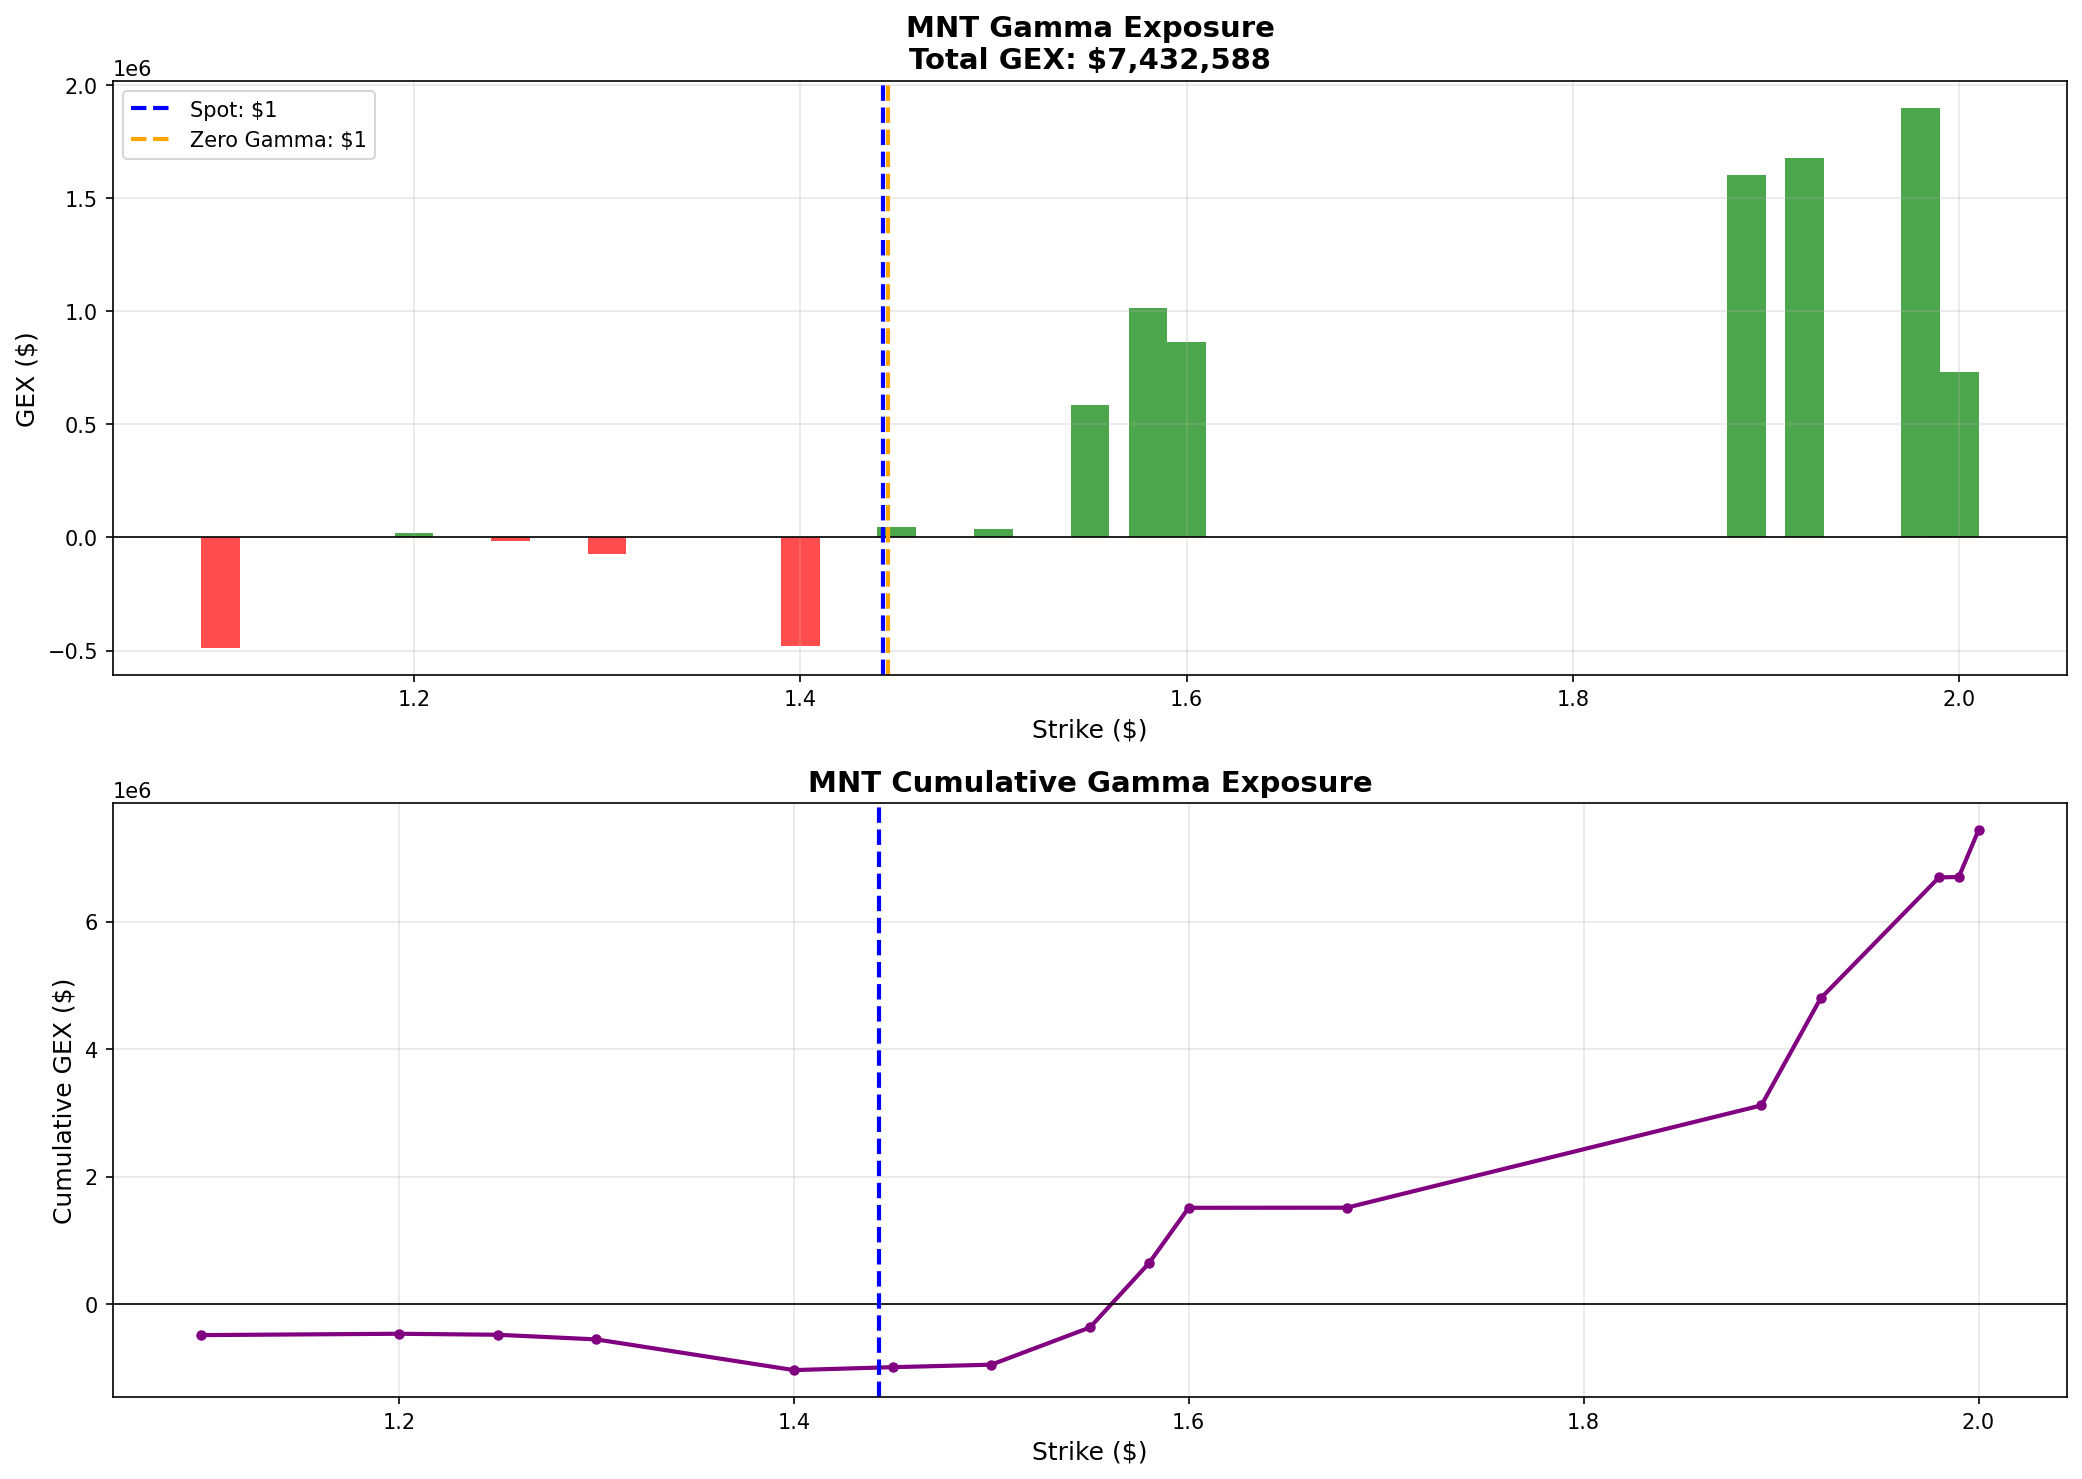 MNT Gamma Exposure
Total GEX: $7,432,588
1e6
Spot: $1
Zero Gamma: $1
2.0
1.5
1.0
0.5
0.0
−0.5
GEX ($)
1.2
1.4
1.6
1.8
2.0
Strike ($)
MNT Cumulative Gamma Exposure
1e6
6
4
2
0
Cumulative GEX ($)
1.2
1.4
1.6
1.8
2.0
Strike ($)